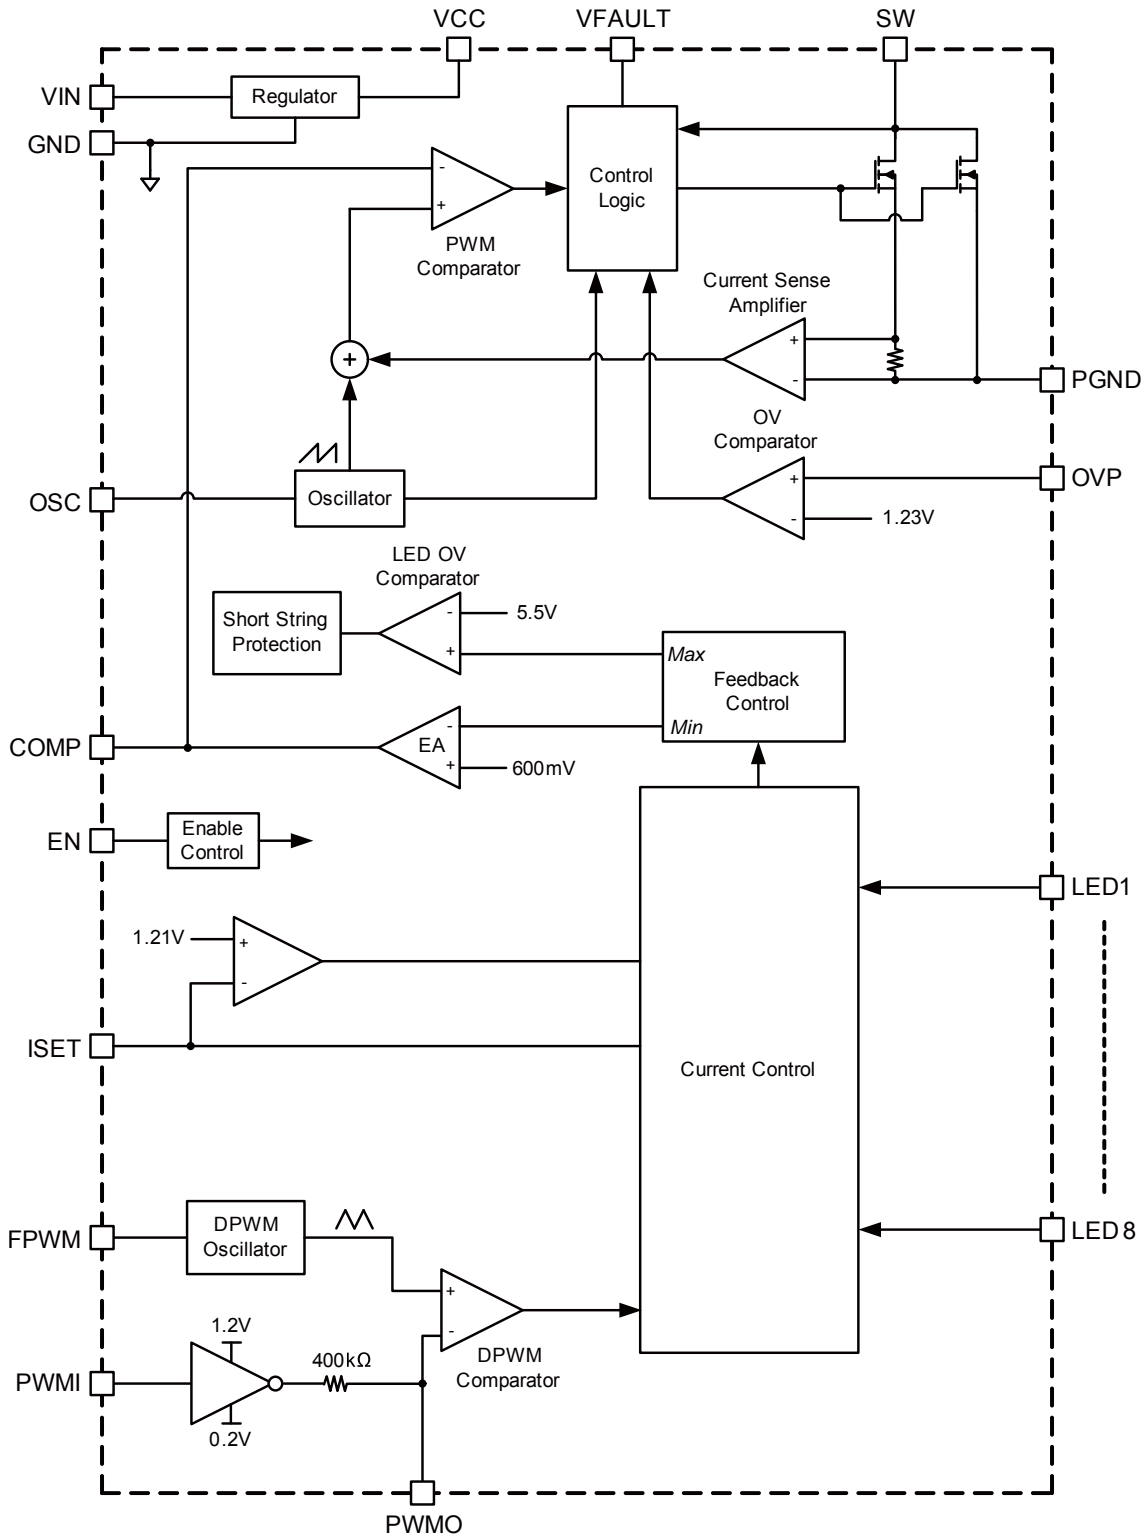 VCC
VFAULT
SW
VIN
Regulator
GND
Control
Logic
-
+
PWM
Comparator
Current Sense
Amplifier
+
-
+
PGND
OV
Comparator
OVP
+
-
1.23V
OSC
Oscillator
LED OV
Comparator
Short String
Protection
-
+
5.5V
Max
Feedback
Control
Min
COMP
EA
-
+
600mV
EN
Enable
Control
LED1
1.21V
+
-
ISET
Current Control
FPWM
DPWM
Oscillator
LED8
+
-
1.2V
400kΩ
DPWM
Comparator
PWMI
0.2V
PWMO